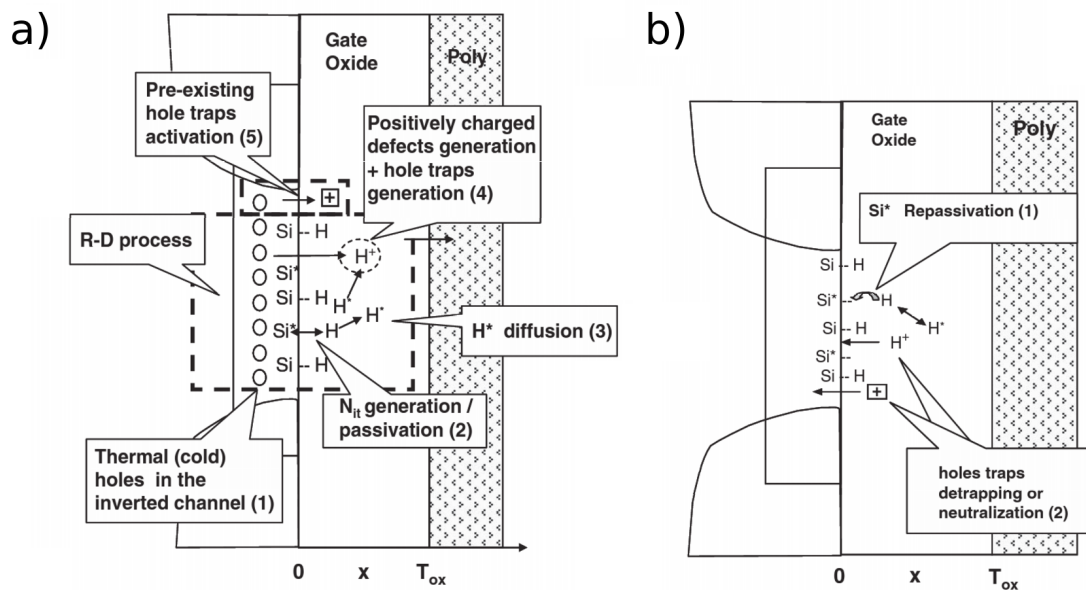 a)
Gate
Oxide
Poly
Pre-existing
hole traps
activation (5)
Positively charged
defects generation
+ hole traps
generation (4)
R-D process
+
Si -- H
H+
Si*
Si -- H
H*
Si* H
H*
Si -- H
H* diffusion (3)
Nit generation /
passivation (2)
Thermal (cold)
holes in the
inverted channel (1)
0 x Tox
b)
Gate
Oxide
Poly
Si* Repassivation (1)
Si -- H
Si* -- H
H*
Si -- H
H+
Si* --
Si -- H
+
holes traps
detrapping or
neutralization (2)
0 x Tox